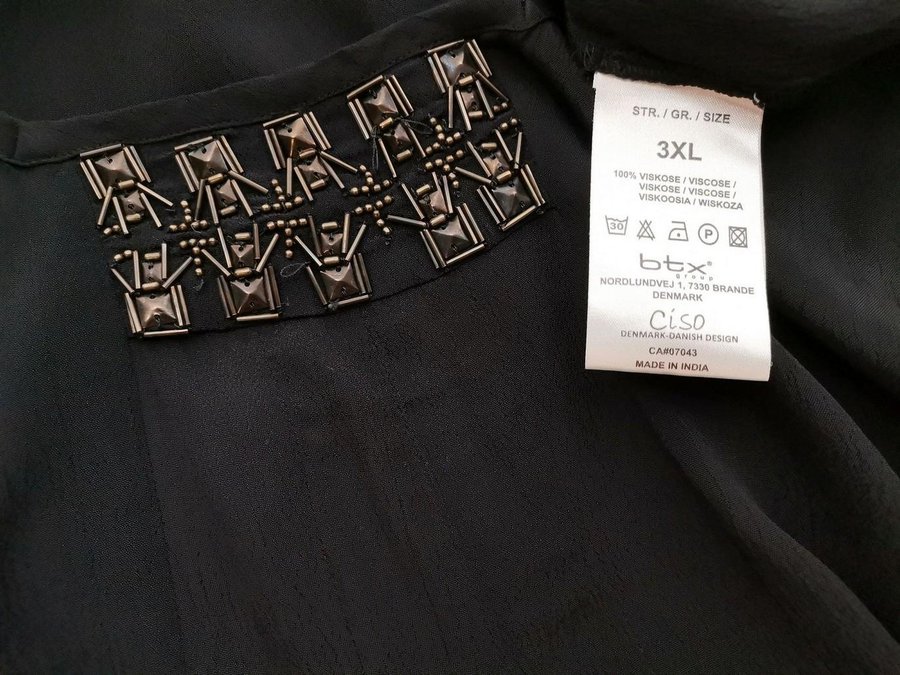 STR. / GR. / SIZE
3XL
100% VISKOSE / VISCOSE /
VISKOSE / VISCOSE /
VISKOOSIA / WISKOZA
30 P
btx
group
NORDLUNDVEJ 1, 7330 BRANDE
DENMARK
Ciso
DENMARK-DANISH DESIGN
CA#07043
MADE IN INDIA